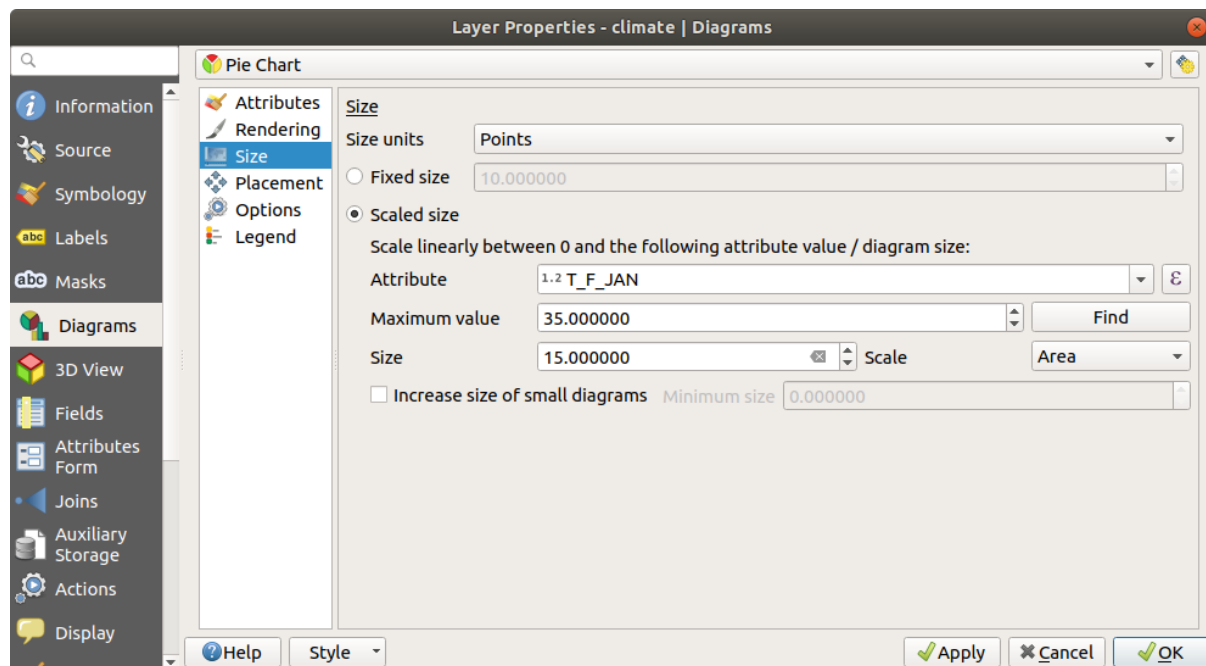 Layer Properties - climate | Diagrams
Information
Source
Symbology
abc Labels
abc Masks
Diagrams
3D View
Fields
Attributes
Form
Joins
Auxiliary
Storage
Actions
Display
Pie Chart
Attributes
Rendering
Size
Placement
Options
Legend
Size
Size units Points
Fixed size 10.000000
Scaled size
Scale linearly between 0 and the following attribute value / diagram size:
Attribute 1.2 T_F_JAN ε
Maximum value 35.000000 Find
Size 15.000000 Scale Area
Increase size of small diagrams Minimum size 0.000000
Help Style Apply Cancel OK